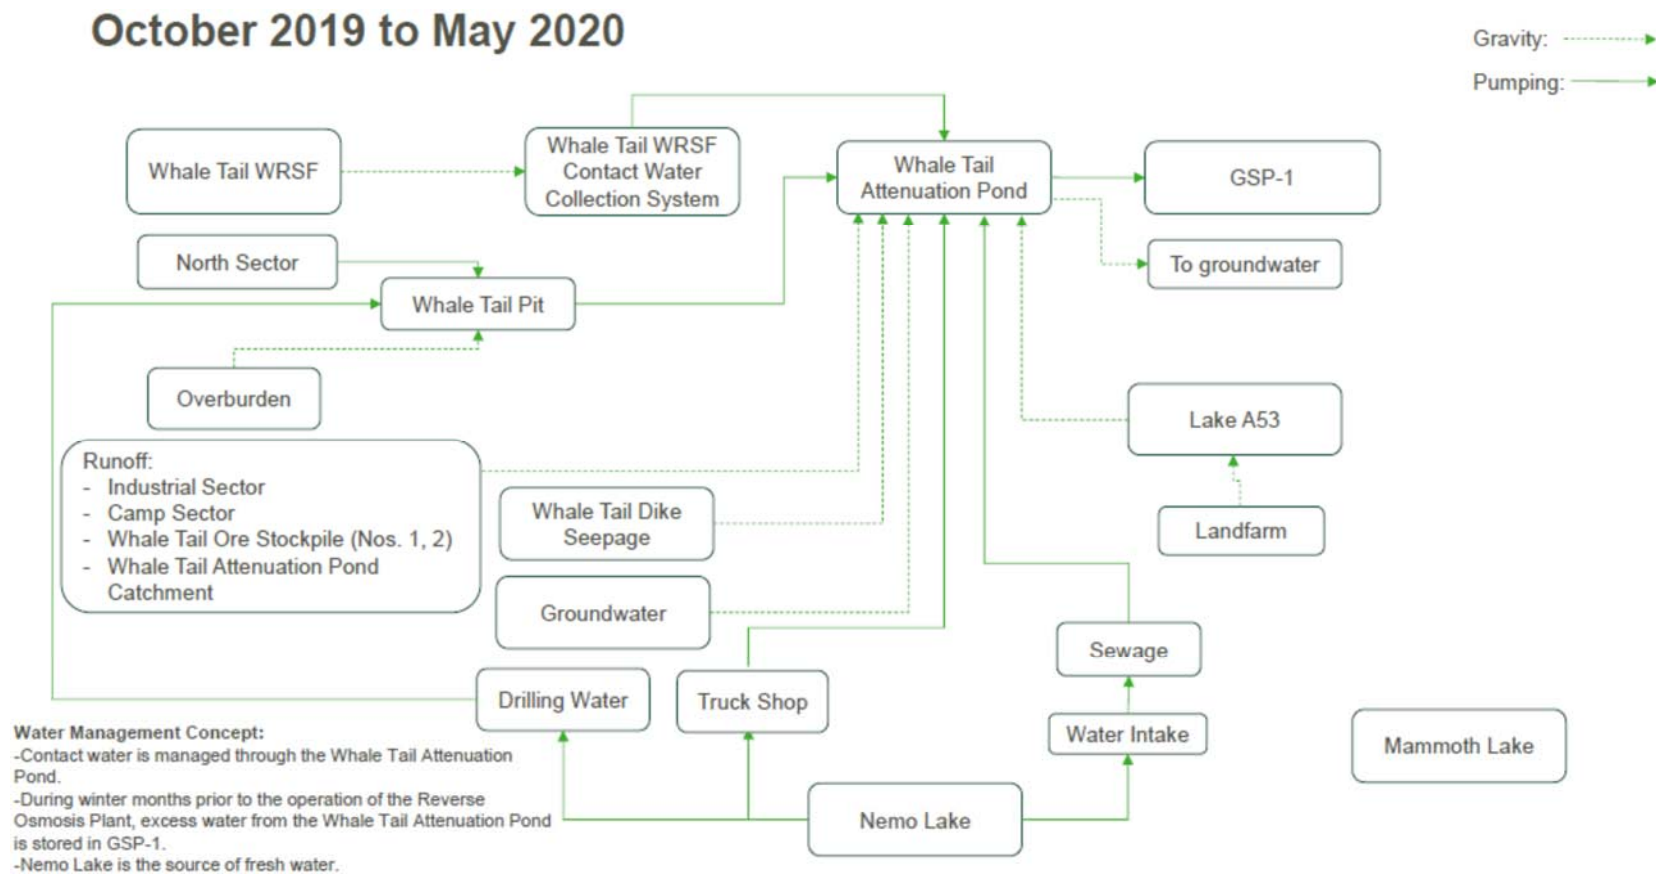 October 2019 to May 2020
Gravity:
Pumping:
Whale Tail WRSF
Whale Tail WRSF
Contact Water
Collection System
Whale Tail
Attenuation Pond
GSP-1
North Sector
To groundwater
Whale Tail Pit
Overburden
Lake A53
Runoff:
- Industrial Sector
- Camp Sector
- Whale Tail Ore Stockpile (Nos. 1, 2)
- Whale Tail Attenuation Pond
Catchment
Whale Tail Dike
Seepage
Landfarm
Groundwater
Sewage
Drilling Water
Truck Shop
Water Intake
Mammoth Lake
Nemo Lake
Water Management Concept:
-Contact water is managed through the Whale Tail Attenuation
Pond.
-During winter months prior to the operation of the Reverse
Osmosis Plant, excess water from the Whale Tail Attenuation Pond
is stored in GSP-1.
-Nemo Lake is the source of fresh water.